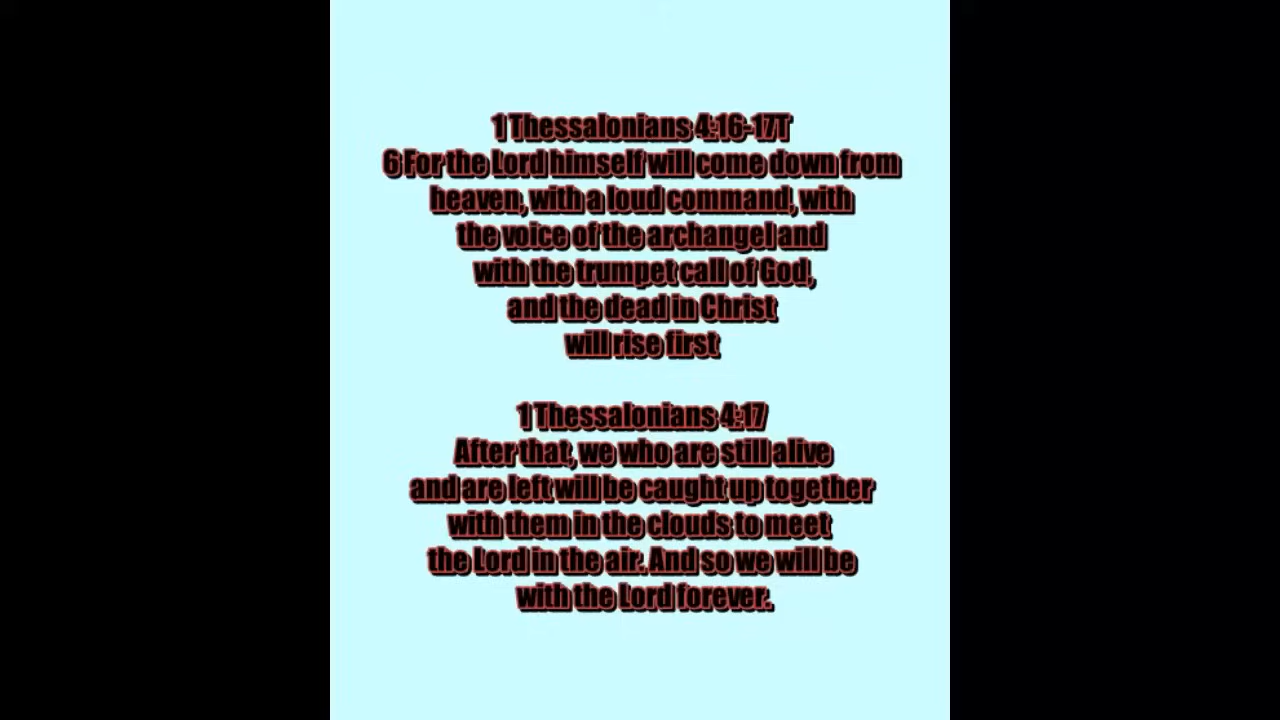 1 Thessalonians 4:16-17T
6 For the Lord himself will come down from
heaven, with a loud command, with
the voice of the archangel and
with the trumpet call of God,
and the dead in Christ
will rise first
1 Thessalonians 4:17
After that, we who are still alive
and are left will be caught up together
with them in the clouds to meet
the Lord in the air. And so we will be
with the Lord forever.